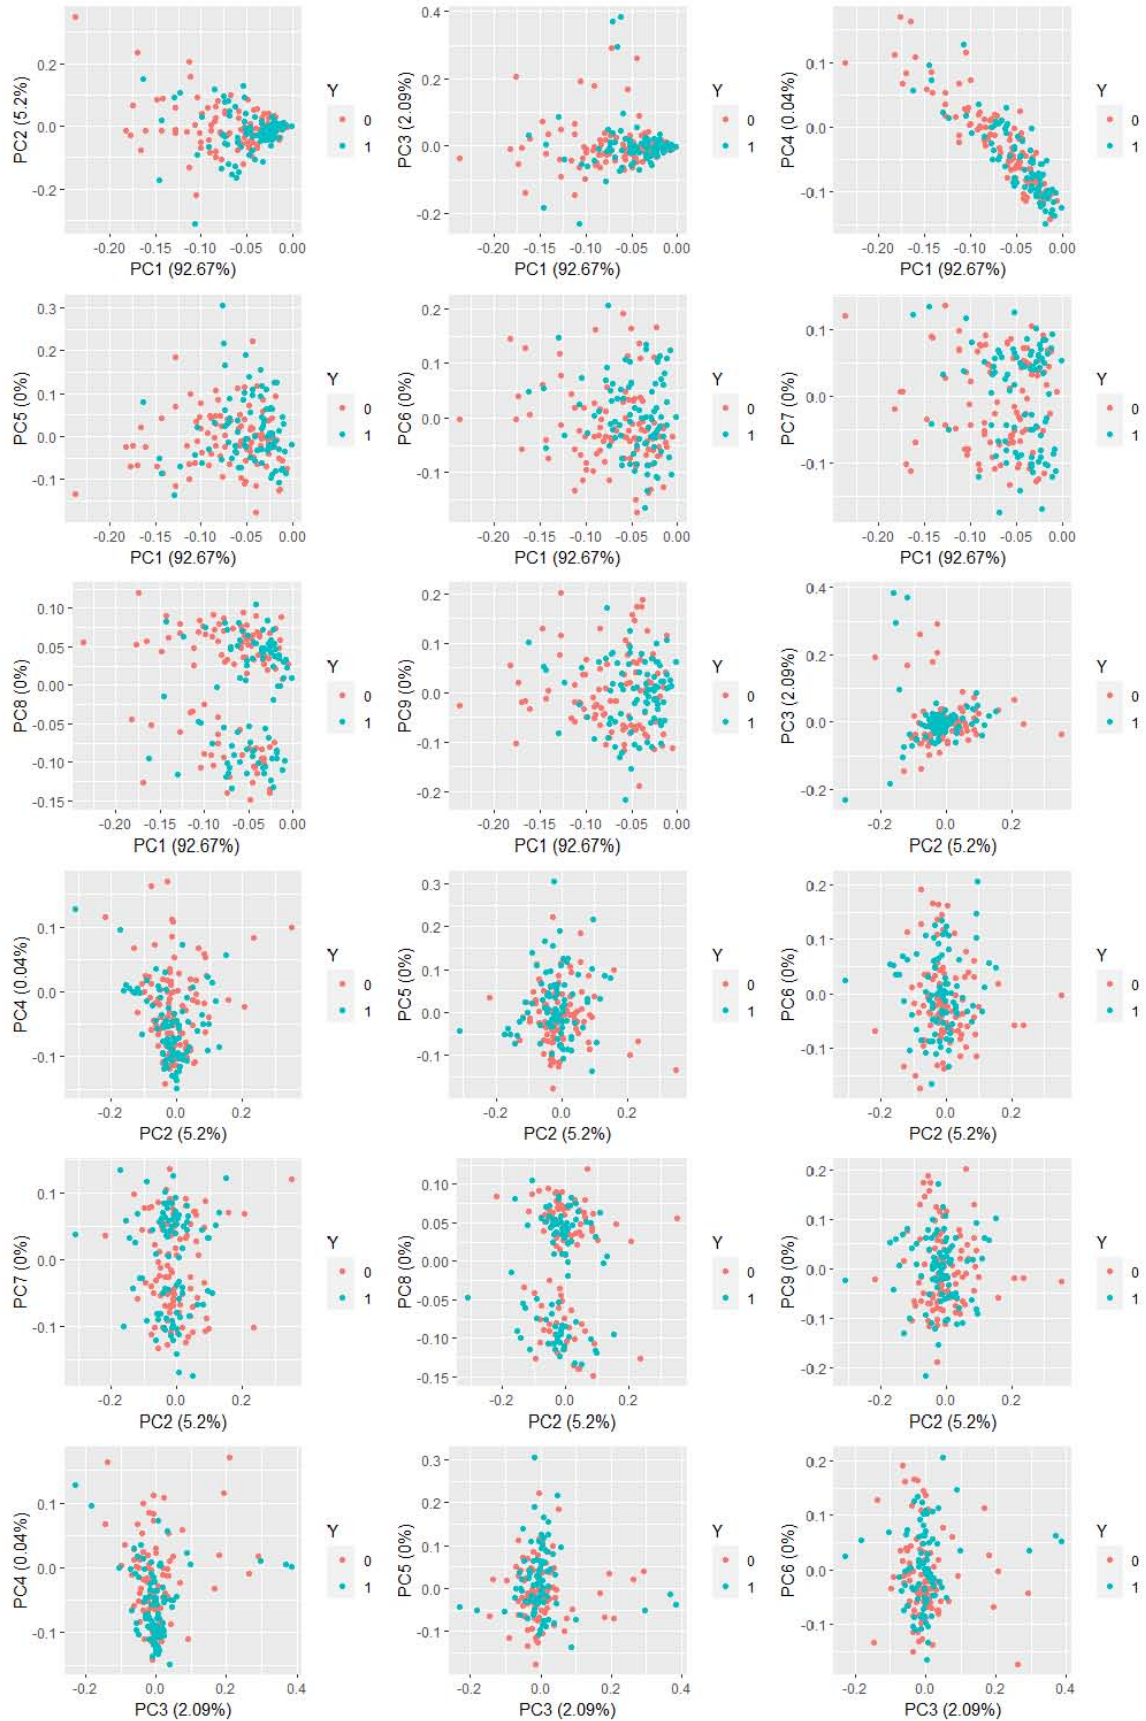 PC2 (5.2%)
0.2
0.0
-0.2
-0.20 -0.15 -0.10 -0.05 0.00
PC1 (92.67%)
Y
0
1
PC3 (2.09%)
0.4
0.2
0.0
-0.2
-0.20 -0.15 -0.10 -0.05 0.00
PC1 (92.67%)
Y
0
1
PC4 (0.04%)
0.1
0.0
-0.1
-0.20 -0.15 -0.10 -0.05 0.00
PC1 (92.67%)
Y
0
1
PC5 (0%)
0.3
0.2
0.1
0.0
-0.1
-0.20 -0.15 -0.10 -0.05 0.00
PC1 (92.67%)
Y
0
1
PC6 (0%)
0.2
0.1
0.0
-0.1
-0.20 -0.15 -0.10 -0.05 0.00
PC1 (92.67%)
Y
0
1
PC7 (0%)
0.1
0.0
-0.1
-0.20 -0.15 -0.10 -0.05 0.00
PC1 (92.67%)
Y
0
1
PC8 (0%)
0.10
0.05
0.00
-0.05
-0.10
-0.15
-0.20 -0.15 -0.10 -0.05 0.00
PC1 (92.67%)
Y
0
1
PC9 (0%)
0.2
0.1
0.0
-0.1
-0.2
-0.20 -0.15 -0.10 -0.05 0.00
PC1 (92.67%)
Y
0
1
PC3 (2.09%)
0.4
0.2
0.0
-0.2
-0.2 0.0 0.2
PC2 (5.2%)
Y
0
1
PC4 (0.04%)
0.1
0.0
-0.1
-0.2 0.0 0.2
PC2 (5.2%)
Y
0
1
PC5 (0%)
0.3
0.2
0.1
0.0
-0.1
-0.2 0.0 0.2
PC2 (5.2%)
Y
0
1
PC6 (0%)
0.2
0.1
0.0
-0.1
-0.2 0.0 0.2
PC2 (5.2%)
Y
0
1
PC7 (0%)
0.1
0.0
-0.1
-0.2 0.0 0.2
PC2 (5.2%)
Y
0
1
PC8 (0%)
0.10
0.05
0.00
-0.05
-0.10
-0.15
-0.2 0.0 0.2
PC2 (5.2%)
Y
0
1
PC9 (0%)
0.2
0.1
0.0
-0.1
-0.2
-0.2 0.0 0.2
PC2 (5.2%)
Y
0
1
PC4 (0.04%)
0.1
0.0
-0.1
-0.2 0.0 0.2 0.4
PC3 (2.09%)
Y
0
1
PC5 (0%)
0.3
0.2
0.1
0.0
-0.1
-0.2 0.0 0.2 0.4
PC3 (2.09%)
Y
0
1
PC6 (0%)
0.2
0.1
0.0
-0.1
-0.2 0.0 0.2 0.4
PC3 (2.09%)
Y
0
1